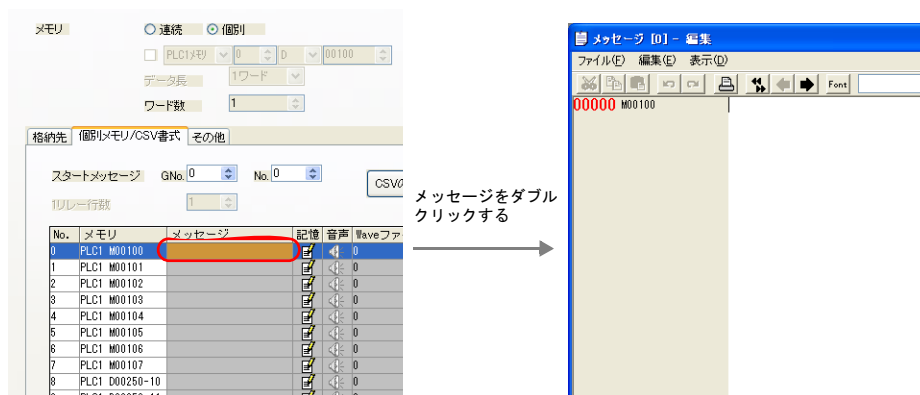 メモリ
連続 個別
PLC1メモリ 0 D 00100
データ長 1ワード
ワード数 1
格納先 個別メモリ/CSV書式 その他
スタートメッセージ GNo. 0 No. 0
CSVの
1リレー行数 1
No. メモリ メッセージ 記憶 音声 Waveファ
0 PLC1 M00100 0
1 PLC1 M00101 0
2 PLC1 M00102 0
3 PLC1 M00103 0
4 PLC1 M00104 0
5 PLC1 M00105 0
6 PLC1 M00106 0
7 PLC1 M00107 0
8 PLC1 D00250-10 0
メッセージをダブル
クリックする
メッセージ [0] - 編集
ファイル(F) 編集(E) 表示(D)
Font
00000 M00100